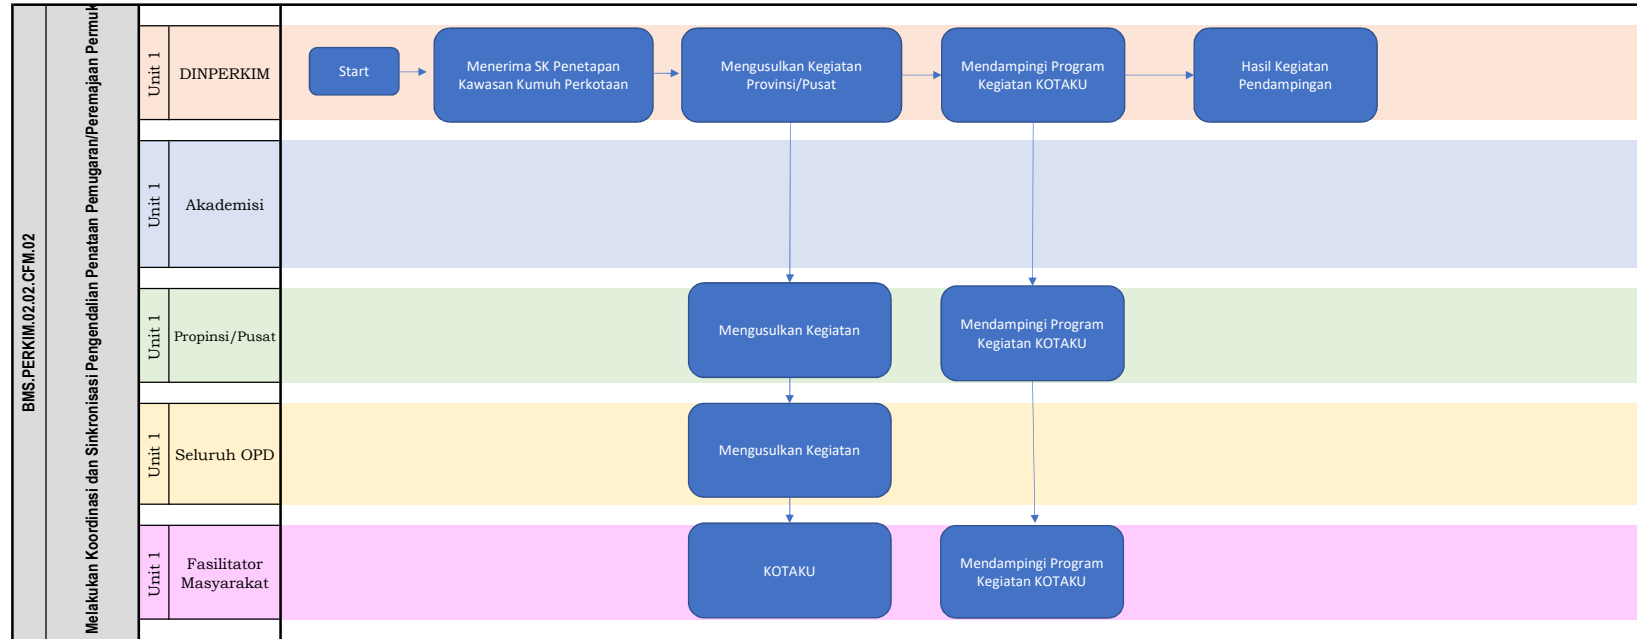 BMS.PERKIM.02.02.CFM.02
Melakukan Koordinasi dan Sinkronisasi Pengendalian Penataan Pemugaran/Peremajaan
Unit 1
DINPERKIM
Start
Menerima SK Penetapan
Kawasan Kumuh Perkotaan
Mengusulkan Kegiatan
Provinsi/Pusat
Mendampingi Program
Kegiatan KOTAKU
Hasil Kegiatan
Pendampingan
Unit 1
Akademisi
Unit 1
Propinsi/Pusat
Mengusulkan Kegiatan
Mendampingi Program
Kegiatan KOTAKU
Unit 1
Seluruh OPD
Mengusulkan Kegiatan
Unit 1
Fasilitator
Masyarakat
KOTAKU
Mendampingi Program
Kegiatan KOTAKU